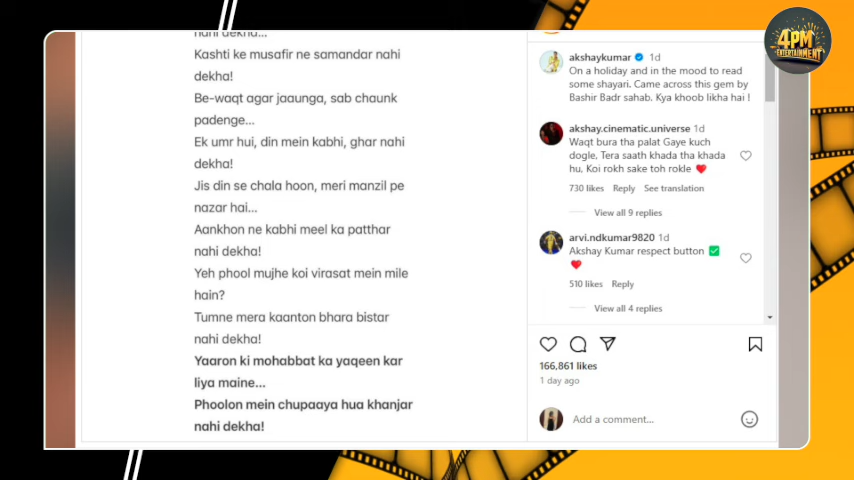 nahi dekha...
Kashti ke musafir ne samandar nahi
dekha!
Be-waqt agar jaaunga, sab chaunk
padenge...
Ek umr hui, din mein kabhi, ghar nahi
dekha!
Jis din se chala hoon, meri manzil pe
nazar hai...
Aankhon ne kabhi meel ka patthar
nahi dekha!
Yeh phool mujhe koi virasat mein mile
hain?
Tumne mera kaanton bhara bistar
nahi dekha!
Yaaron ki mohabbat ka yaqeen kar
liya maine...
Phoolon mein chupaaya hua khanjar
nahi dekha!
4PM
ENTERTAINMENT
akshaykumar 1d
On a holiday and in the mood to read
some shayari. Came across this gem by
Bashir Badr sahab. Kya khoob likha hai !
akshay.cinematic.universe 1d
Waqt bura tha palat Gaye kuch
dogle, Tera saath khada tha khada
hu, Koi rokh sake toh rokle ❤️
730 likes Reply See translation
View all 9 replies
arvi.ndkumar9820 1d
Akshay Kumar respect button ✅
❤️
510 likes Reply
View all 4 replies
166,861 likes
1 day ago
Add a comment...